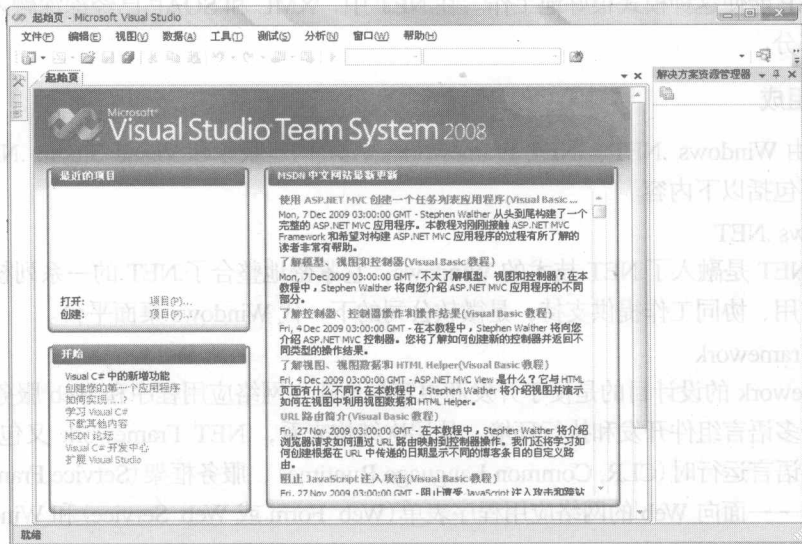 起始页 - Microsoft Visual Studio
文件(F) 编辑(E) 视图(V) 数据(A) 工具(T) 测试(S) 分析(N) 窗口(W) 帮助(H)
起始页
解决方案资源管理器
Microsoft®
Visual Studio Team System 2008
最近的项目
打开: 项目(P)...
创建: 项目(P)...
开始
Visual C# 中的新增功能
创建您的第一个应用程序
如何实现...?
学习 Visual C#
下载其他内容
MSDN 论坛
Visual C# 开发中心
扩展 Visual Studio
MSDN 中文网站最新更新
使用 ASP.NET MVC 创建一个任务列表应用程序(Visual Basic ...
Mon, 7 Dec 2009 03:00:00 GMT - Stephen Walther 从头到尾构建了一个
完整的 ASP.NET MVC 应用程序。本教程对刚刚接触 ASP.NET MVC
Framework 和希望对构建 ASP.NET MVC 应用程序的过程有所了解的
读者非常有帮助。
了解模型、视图和控制器(Visual Basic 教程)
Mon, 7 Dec 2009 03:00:00 GMT - 不太了解模型、视图和控制器？在本
教程中，Stephen Walther 将向您介绍 ASP.NET MVC 应用程序的不同
部分。
了解控制器、控制器操作和操作结果(Visual Basic 教程)
Fri, 4 Dec 2009 03:00:00 GMT - 在本教程中，Stephen Walther 将向您
介绍 ASP.NET MVC 控制器。您将了解如何创建新的控制器并返回不
同类型的操作结果。
了解视图、视图数据和 HTML Helper(Visual Basic 教程)
Fri, 4 Dec 2009 03:00:00 GMT - ASP.NET MVC View 是什么？它与 HTML
页面有什么不同？在本教程中，Stephen Walther 将介绍视图并演示
如何在视图中利用视图数据和 HTML Helper。
URL 路由简介(Visual Basic 教程)
Fri, 27 Nov 2009 03:00:00 GMT - 在本教程中，Stephen Walther 将介绍
浏览器请求如何通过 URL 路由映射到控制器操作。我们还将学习如
何创建根据在 URL 中传递的日期显示不同的博客条目的自定义路
由。
阻止 JavaScript 注入攻击(Visual Basic 教程)
Fri, 27 Nov 2009 03:00:00 GMT - 阻止遭受 JavaScript 注入攻击和跨站
就绪